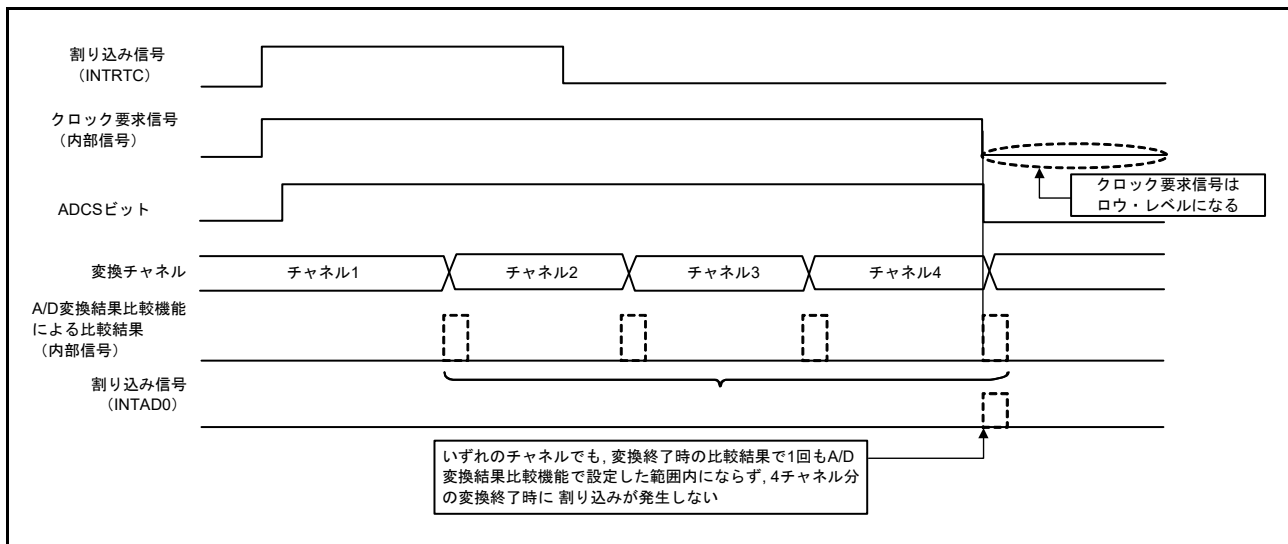 割り込み信号
(INTRTC)
クロック要求信号
(内部信号)
クロック要求信号は
ロウ・レベルになる
ADCSビット
変換チャネル
チャネル1
チャネル2
チャネル3
チャネル4
A/D変換結果比較機能
による比較結果
(内部信号)
割り込み信号
(INTAD0)
いずれのチャネルでも, 変換終了時の比較結果で1回もA/D
変換結果比較機能で設定した範囲内にならず, 4チャネル分
の変換終了時に 割り込みが発生しない